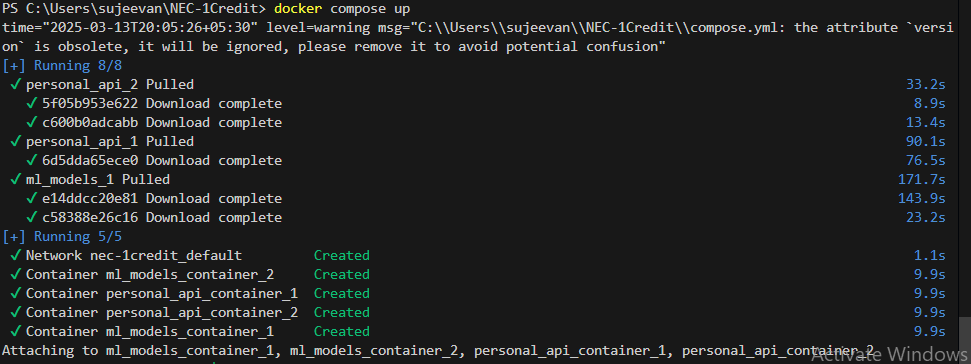 PS C:\Users\sujeevan\NEC-1Credit> docker compose up
time="2025-03-13T20:05:26+05:30" level=warning msg="C:\\Users\\sujeevan\\NEC-1Credit\\compose.yml: the attribute `versi
on` is obsolete, it will be ignored, please remove it to avoid potential confusion"
[+] Running 8/8
✓ personal_api_2 Pulled 33.2s
✓ 5f05b953e622 Download complete 8.9s
✓ c600b0adcabb Download complete 13.4s
✓ personal_api_1 Pulled 90.1s
✓ 6d5dda65ece0 Download complete 76.5s
✓ ml_models_1 Pulled 171.7s
✓ e14ddcc20e81 Download complete 143.9s
✓ c58388e26c16 Download complete 23.2s
[+] Running 5/5
✓ Network nec-1credit_default Created 1.1s
✓ Container ml_models_container_2 Created 9.9s
✓ Container personal_api_container_1 Created 9.9s
✓ Container personal_api_container_2 Created 9.9s
✓ Container ml_models_container_1 Created 9.9s
Attaching to ml_models_container_1, ml_models_container_2, personal_api_container_1, personal_api_container_2
Activate Windows